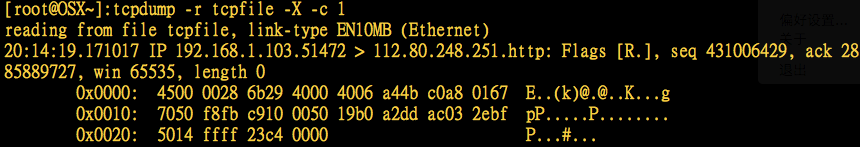 [root@OSX~]:tcpdump -r tcpfile -X -c 1
reading from file tcpfile, link-type EN10MB (Ethernet)
20:14:19.171017 IP 192.168.1.103.51472 > 112.80.248.251.http: Flags [R.], seq 431006429, ack 28
85889727, win 65535, length 0
0x0000: 4500 0028 6b29 4000 4006 a44b c0a8 0167 E..(k)@.@..K...g
0x0010: 7050 f8fb c910 0050 19b0 a2dd ac03 2ebf pP.....P........
0x0020: 5014 ffff 23c4 0000 P...#...